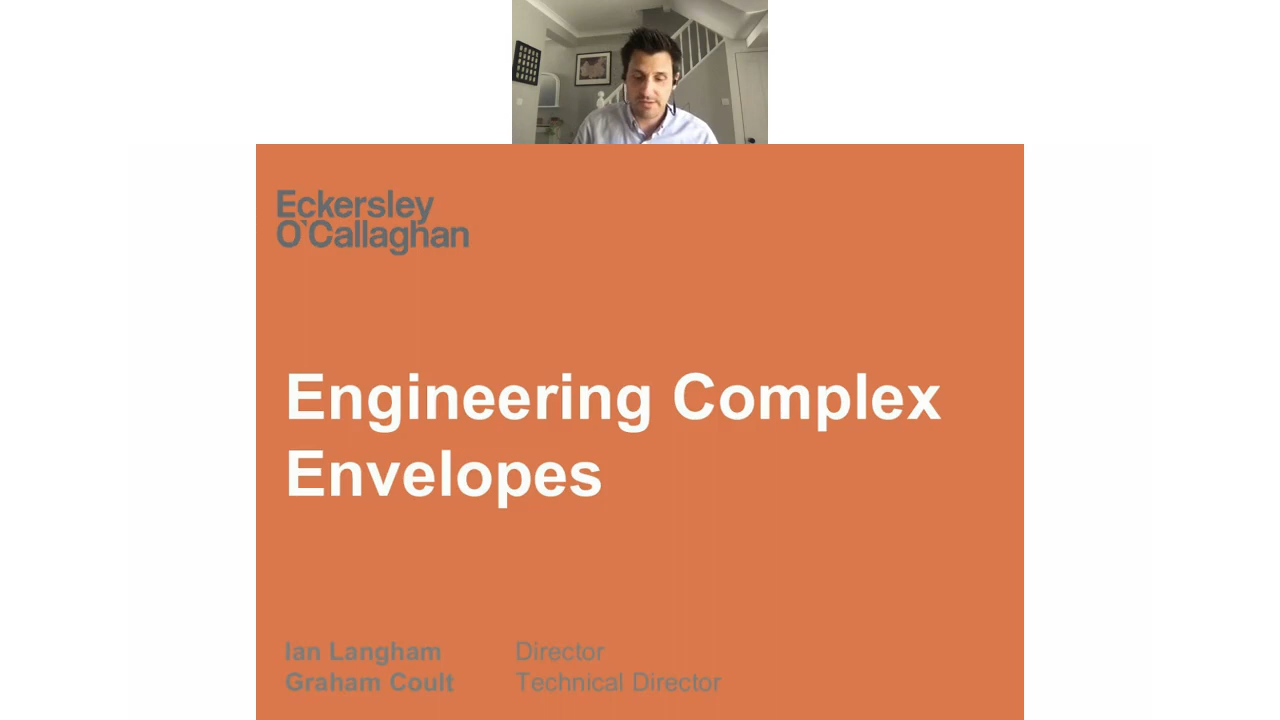 Eckersley
O`Callaghan
Engineering Complex
Envelopes
Ian Langham Director
Graham Coult Technical Director